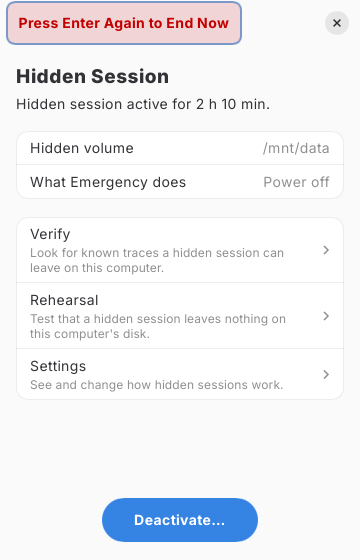 Press Enter Again to End Now
Hidden Session
Hidden session active for 2 h 10 min.
Hidden volume /mnt/data
What Emergency does Power off
Verify
Look for known traces a hidden session can
leave on this computer.
Rehearsal
Test that a hidden session leaves nothing on
this computer's disk.
Settings
See and change how hidden sessions work.
Deactivate...